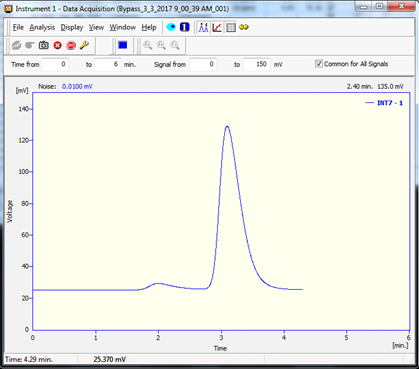 Instrument 1 - Data Acquisition (Bypass_3_3_2017 9_00_39 AM_001)
File Analysis Display View Window Help
Time from 0 to 6 min. Signal from 0 to 150 mV Common for All Signals
[mV] Noise: 0.0100 mV 2.40 min. 135.0 mV
INT7 - 1
140
120
100
80
60
40
20
0
Voltage
0 1 2 3 4 5 6
Time [min.]
Time: 4.29 min. 25.370 mV